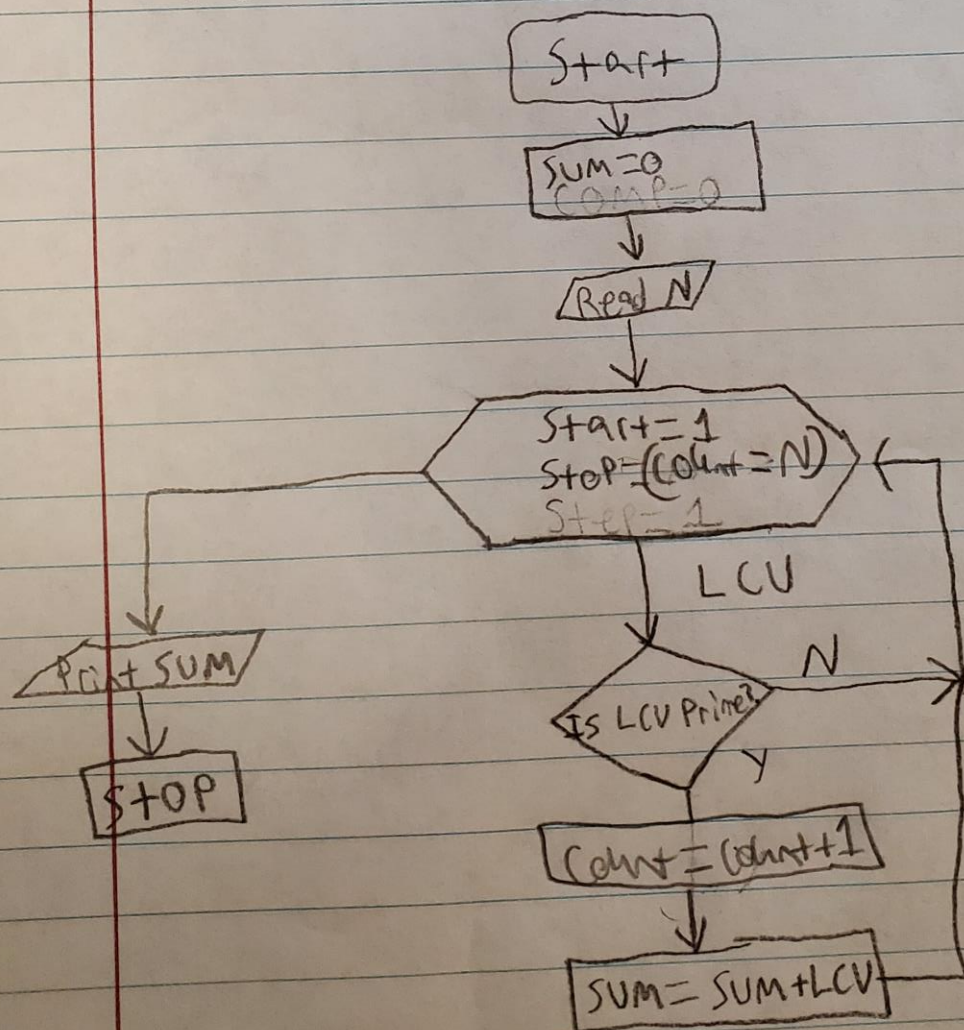 Start
SUM=0
COMP=0
Read N
Start=1
Stop=(Count=N)
Step=1
LCU
Is LCU Prime?
N
Y
Count=Count+1
SUM=SUM+LCU
Print SUM
STOP